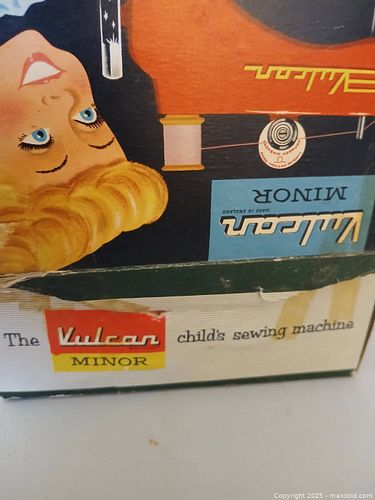 Vulcan
MINOR
Vulcan
MADE IN ENGLAND
The Vulcan child's sewing machine
MINOR
Copyright 2025 - maxsold.com